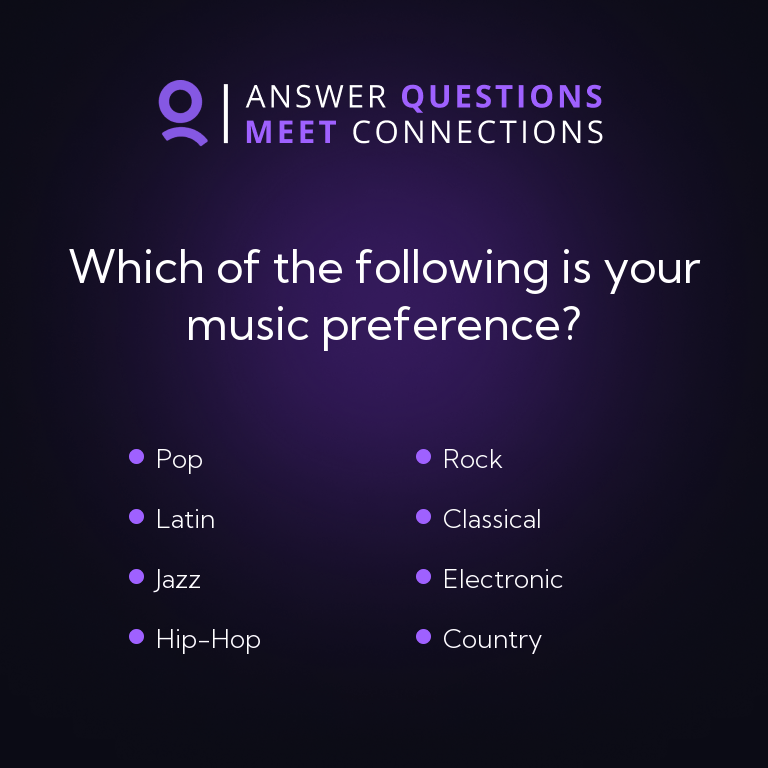 ANSWER QUESTIONS
MEET CONNECTIONS
Which of the following is your
music preference?
Pop
Latin
Jazz
Hip-Hop
Rock
Classical
Electronic
Country